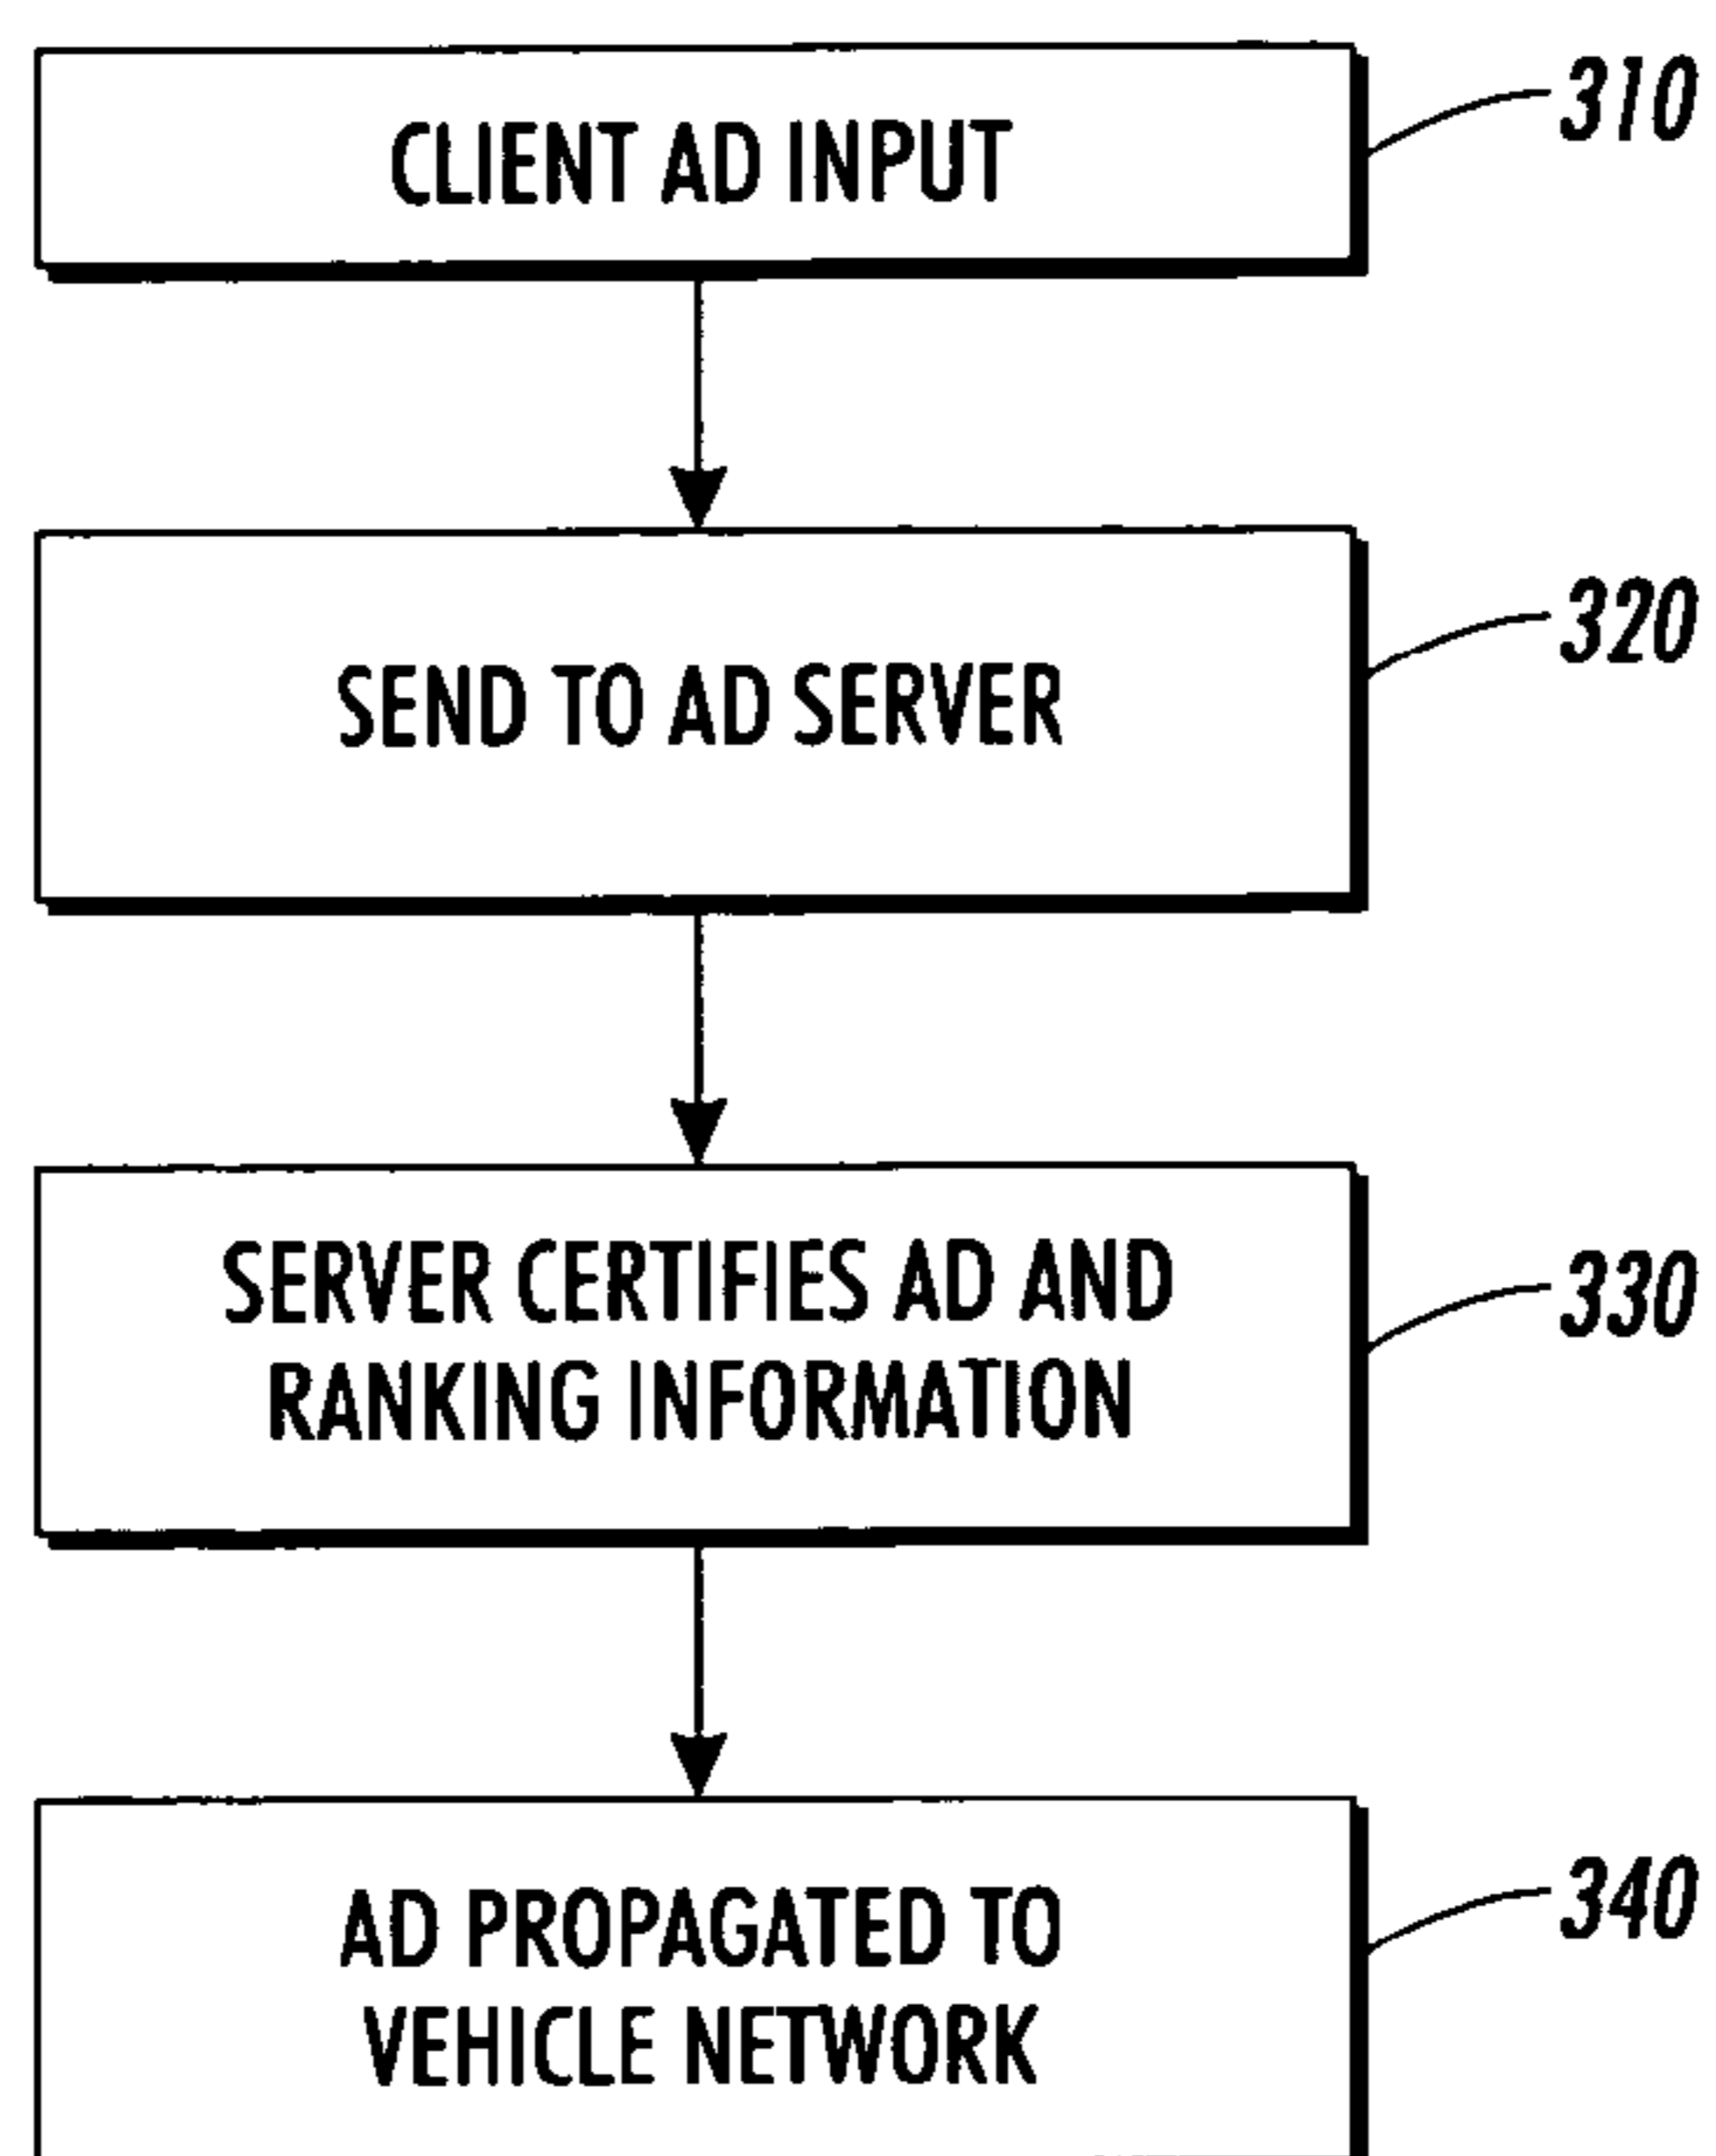 CLIENT AD INPUT
310
SEND TO AD SERVER
320
SERVER CERTIFIES AD AND
RANKING INFORMATION
330
AD PROPAGATED TO
VEHICLE NETWORK
340